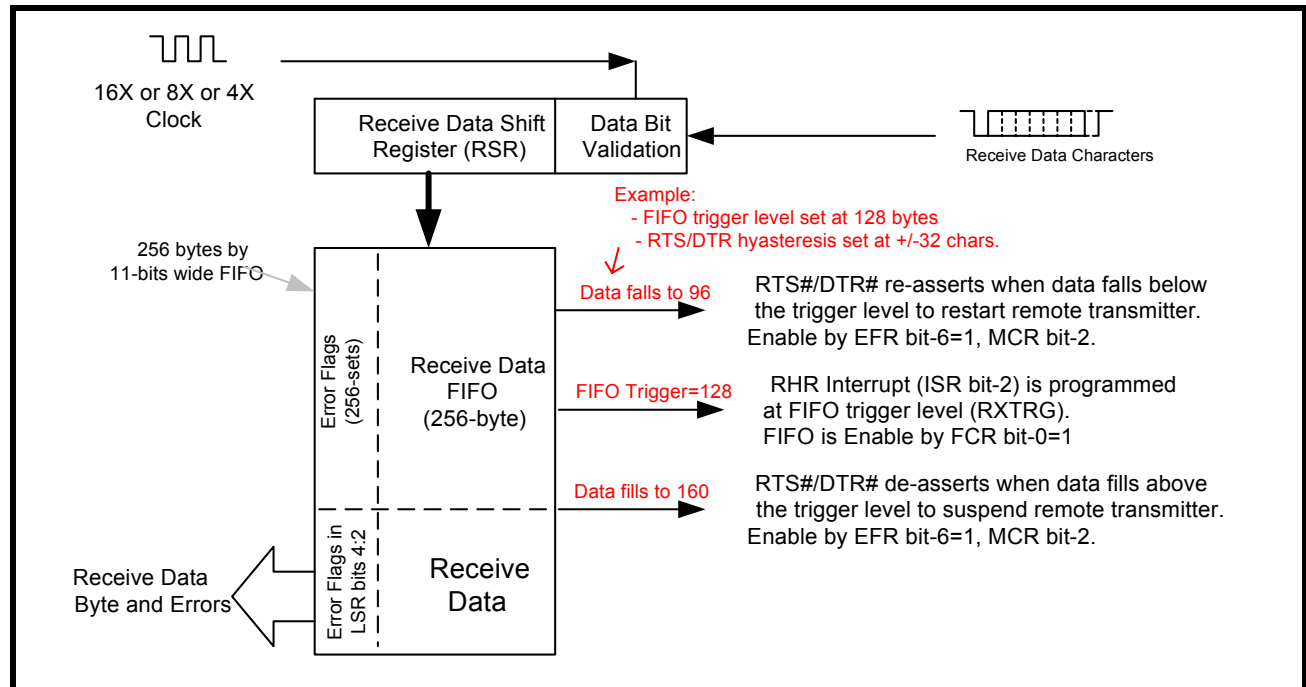 16X or 8X or 4X
Clock
Receive Data Shift
Register (RSR)
Data Bit
Validation
Receive Data Characters
Example:
- FIFO trigger level set at 128 bytes
- RTS/DTR hyasteresis set at +/-32 chars.
256 bytes by
11-bits wide FIFO
Data falls to 96
RTS#/DTR# re-asserts when data falls below
the trigger level to restart remote transmitter.
Enable by EFR bit-6=1, MCR bit-2.
Error Flags
(256-sets)
Receive Data
FIFO
(256-byte)
FIFO Trigger=128
RHR Interrupt (ISR bit-2) is programmed
at FIFO trigger level (RXTRG).
FIFO is Enable by FCR bit-0=1
Data fills to 160
RTS#/DTR# de-asserts when data fills above
the trigger level to suspend remote transmitter.
Enable by EFR bit-6=1, MCR bit-2.
Error Flags in
LSR bits 4:2
Receive
Data
Receive Data
Byte and Errors